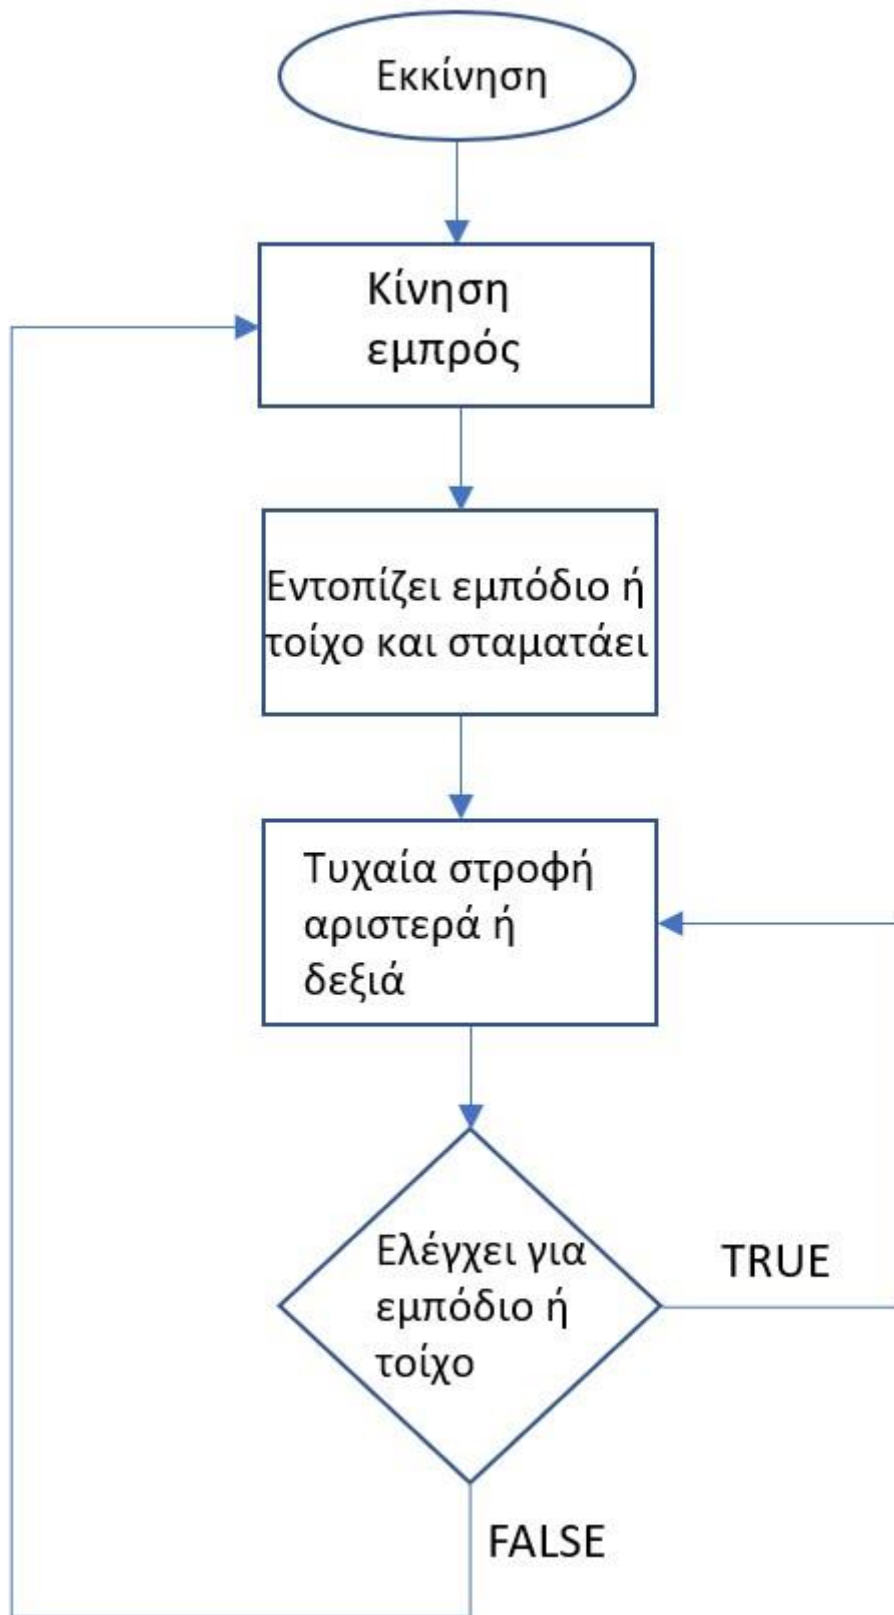 Εκκίνηση
Κίνηση
εμπρός
Εντοπίζει εμπόδιο ή
τοίχο και σταματάει
Τυχαία στροφή
αριστερά ή
δεξιά
Ελέγχει για
εμπόδιο ή
τοίχο
TRUE
FALSE